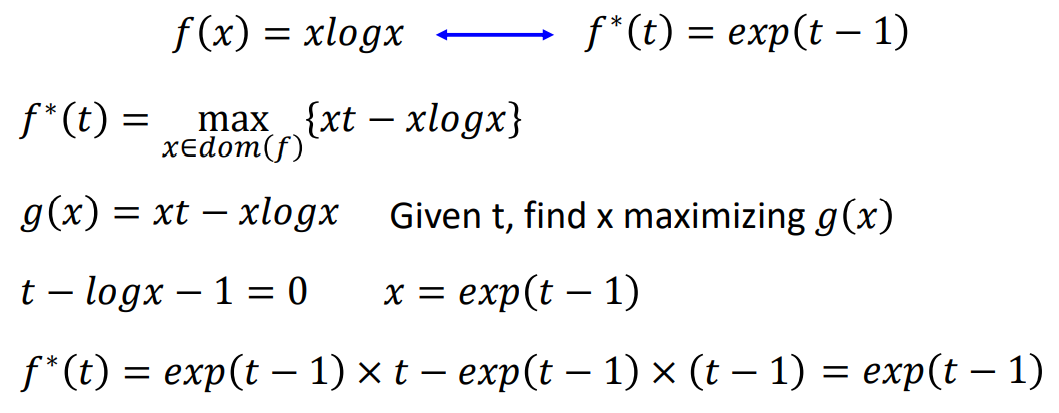 f(x) = xlogx ⟷ f*(t) = exp(t − 1)
f*(t) = max {xt − xlogx}
x∈dom(f)
g(x) = xt − xlogx Given t, find x maximizing g(x)
t − logx − 1 = 0 x = exp(t − 1)
f*(t) = exp(t − 1) × t − exp(t − 1) × (t − 1) = exp(t − 1)